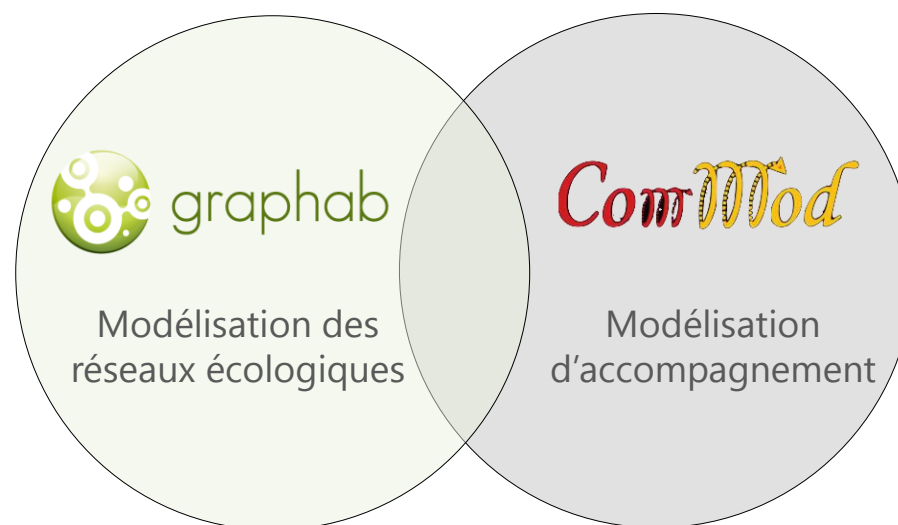 graphab
Modélisation des
réseaux écologiques
ComMod
Modélisation
d'accompagnement